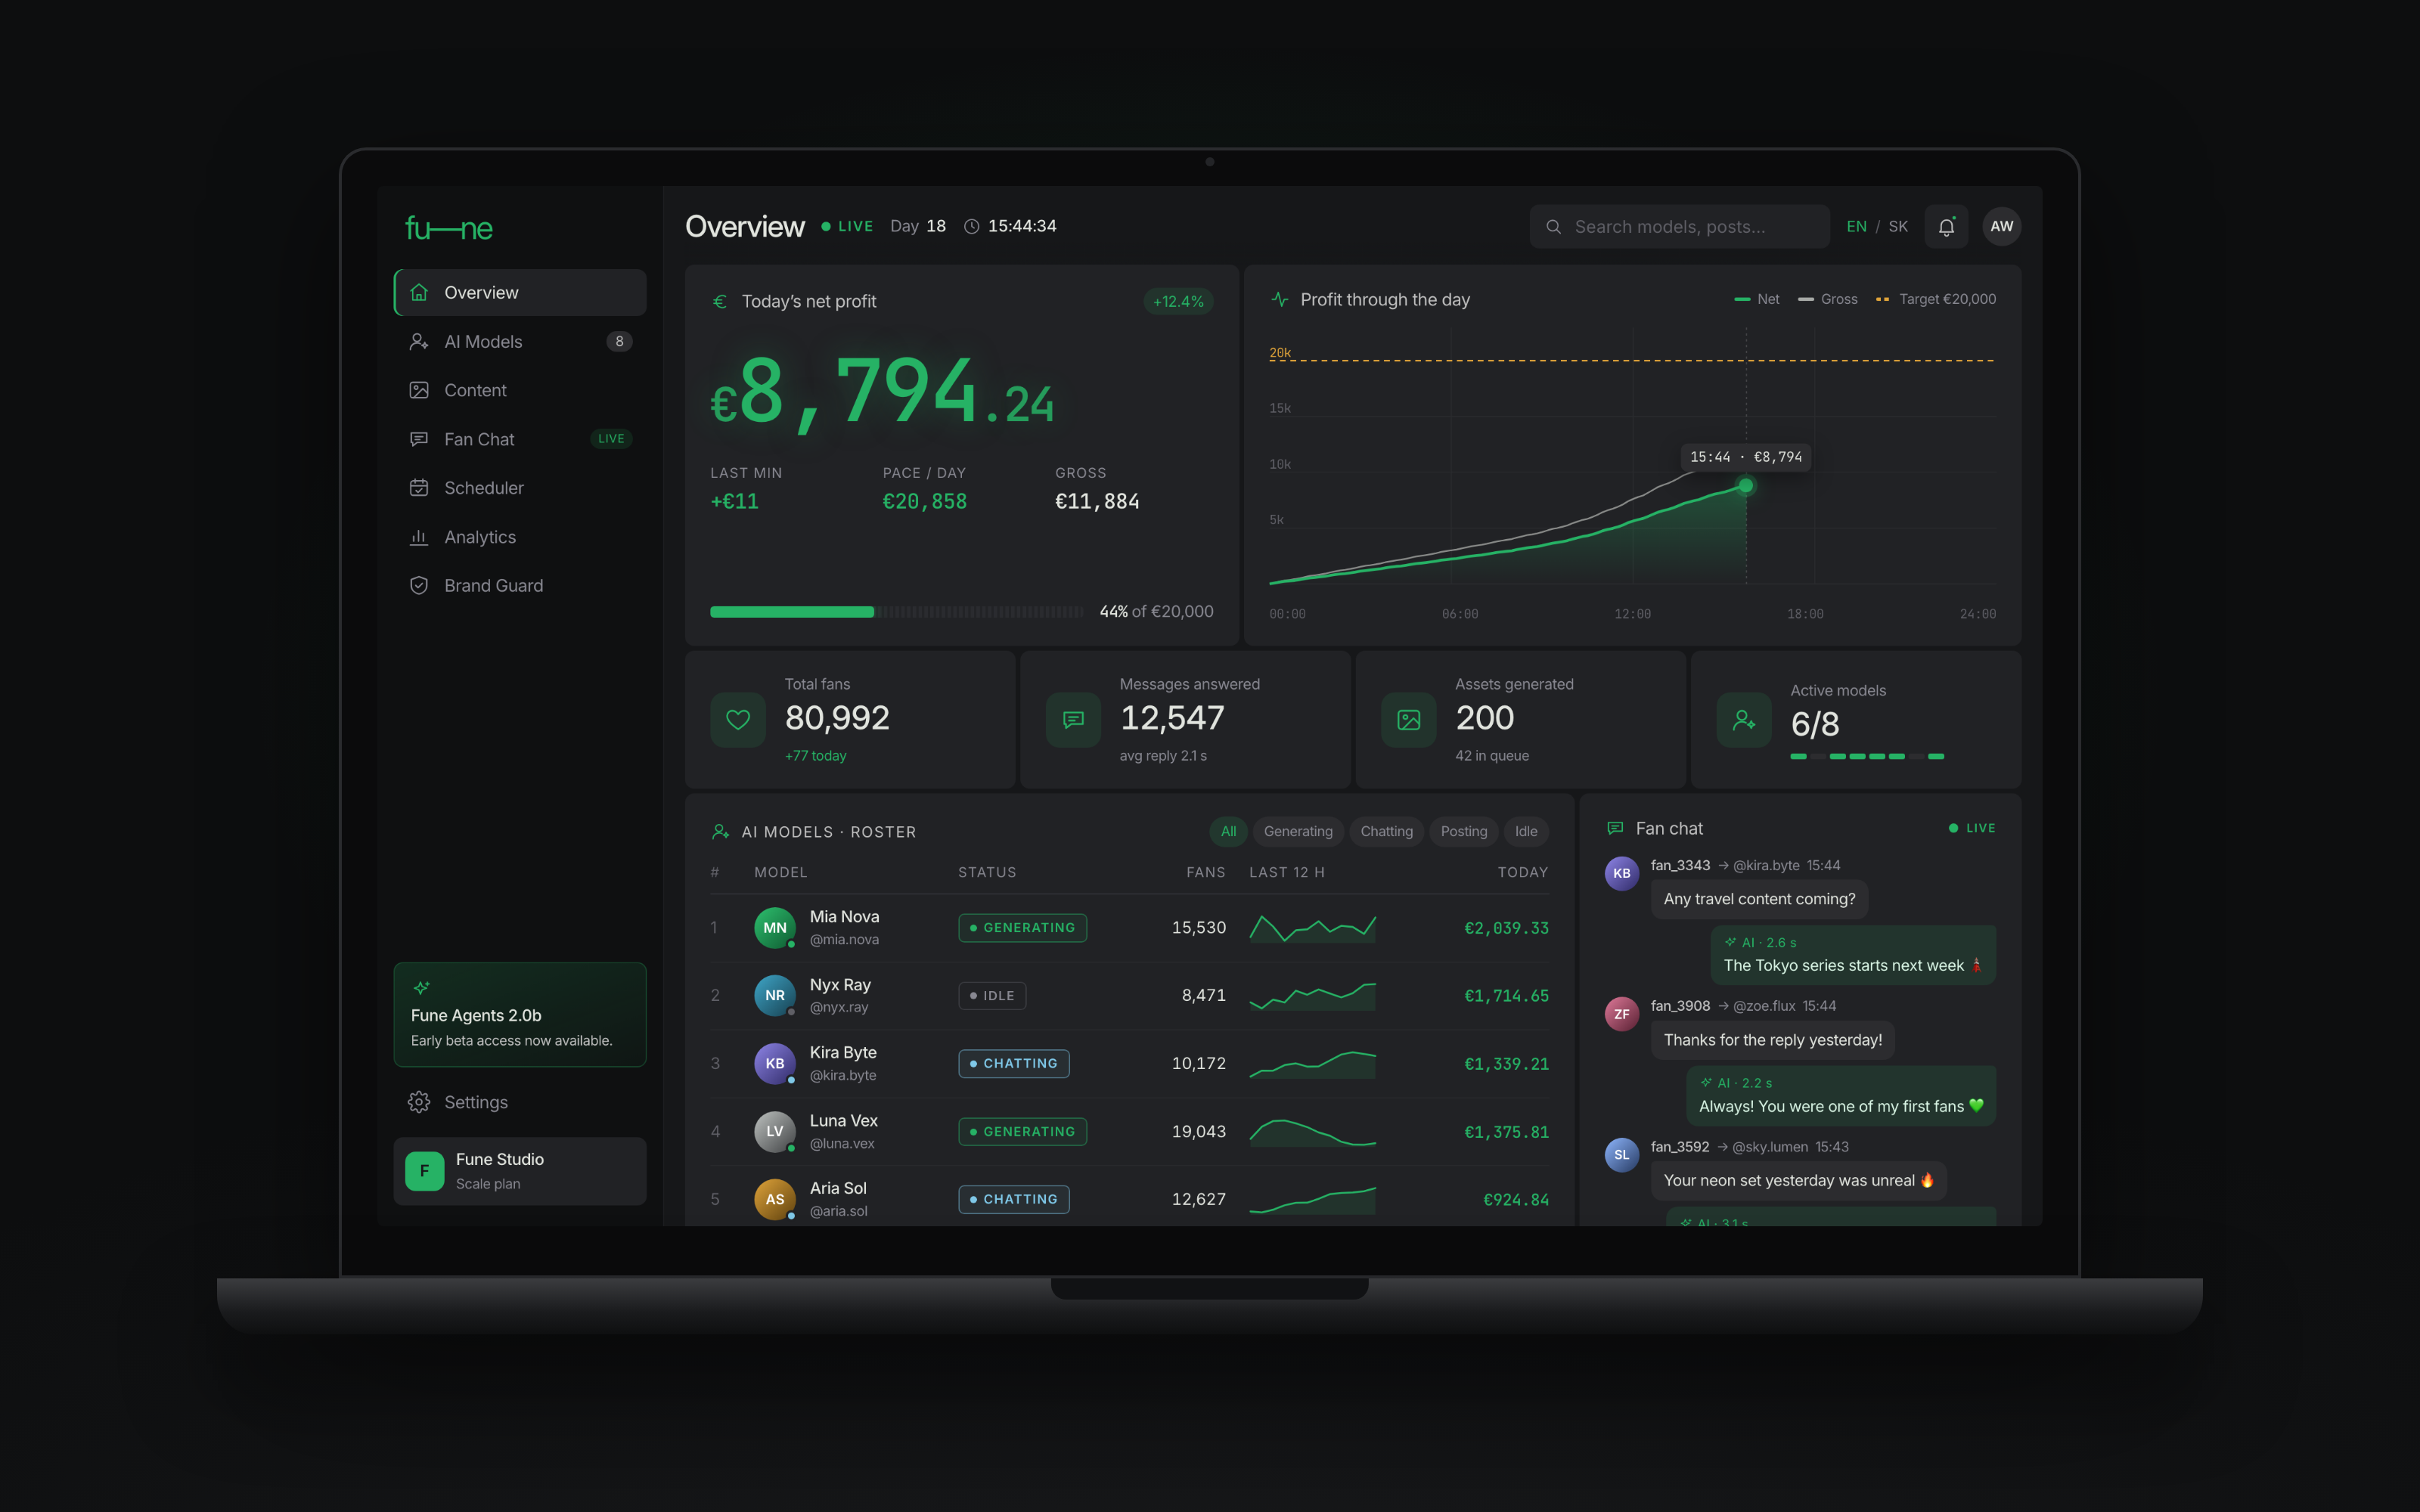 fu—ne
Overview
AI Models 8
Content
Fan Chat LIVE
Scheduler
Analytics
Brand Guard
Fune Agents 2.0b
Early beta access now available.
Settings
F
Fune Studio
Scale plan
Overview LIVE Day 18 15:44:34
Search models, posts...
EN / SK
AW
€ Today's net profit +12.4%
€8,794.24
LAST MIN PACE / DAY GROSS
+€11 €20,858 €11,884
44% of €20,000
Profit through the day
Net Gross Target €20,000
20k
15k
10k
5k
15:44 · €8,794
00:00 06:00 12:00 18:00 24:00
Total fans
80,992
+77 today
Messages answered
12,547
avg reply 2.1 s
Assets generated
200
42 in queue
Active models
6/8
AI MODELS · ROSTER
All Generating Chatting Posting Idle
# MODEL STATUS FANS LAST 12 H TODAY
1 MN Mia Nova GENERATING 15,530 €2,039.33
@mia.nova
2 NR Nyx Ray IDLE 8,471 €1,714.65
@nyx.ray
3 KB Kira Byte CHATTING 10,172 €1,339.21
@kira.byte
4 LV Luna Vex GENERATING 19,043 €1,375.81
@luna.vex
5 AS Aria Sol CHATTING 12,627 €924.84
@aria.sol
Fan chat LIVE
KB
fan_3343 → @kira.byte 15:44
Any travel content coming?
AI · 2.6 s
The Tokyo series starts next week 🗼
ZF
fan_3908 → @zoe.flux 15:44
Thanks for the reply yesterday!
AI · 2.2 s
Always! You were one of my first fans 💚
SL
fan_3592 → @sky.lumen 15:43
Your neon set yesterday was unreal 🔥
AI · 3.1 s